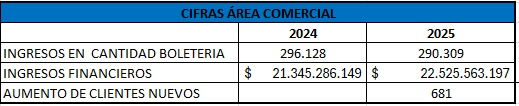 CIFRAS ÁREA COMERCIAL
2024 2025
INGRESOS EN CANTIDAD BOLETERIA 296.128 290.309
INGRESOS FINANCIEROS $ 21.345.286.149 $ 22.525.563.197
AUMENTO DE CLIENTES NUEVOS 681